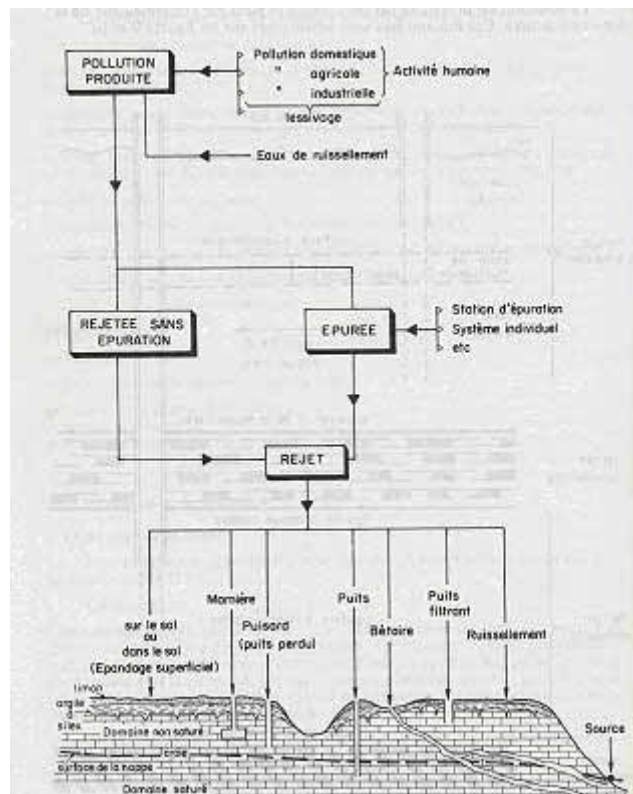 POLLUTION
PRODUITE
Pollution domestique
" agricole
" industrielle
Activité humaine
lessivage
Eaux de ruissellement
REJETEE SANS
EPURATION
EPUREE
Station d'épuration
Système individuel
etc
REJET
sur le sol
ou
dans le sol
(Epandage superficiel)
Marnière
Puisard
(puits perdu)
Puits
Bétoire
Puits
filtrant
Ruissellement
limon
argile
à
silex
Domaine non saturé
craie
surface de la nappe
Domaine saturé
Source